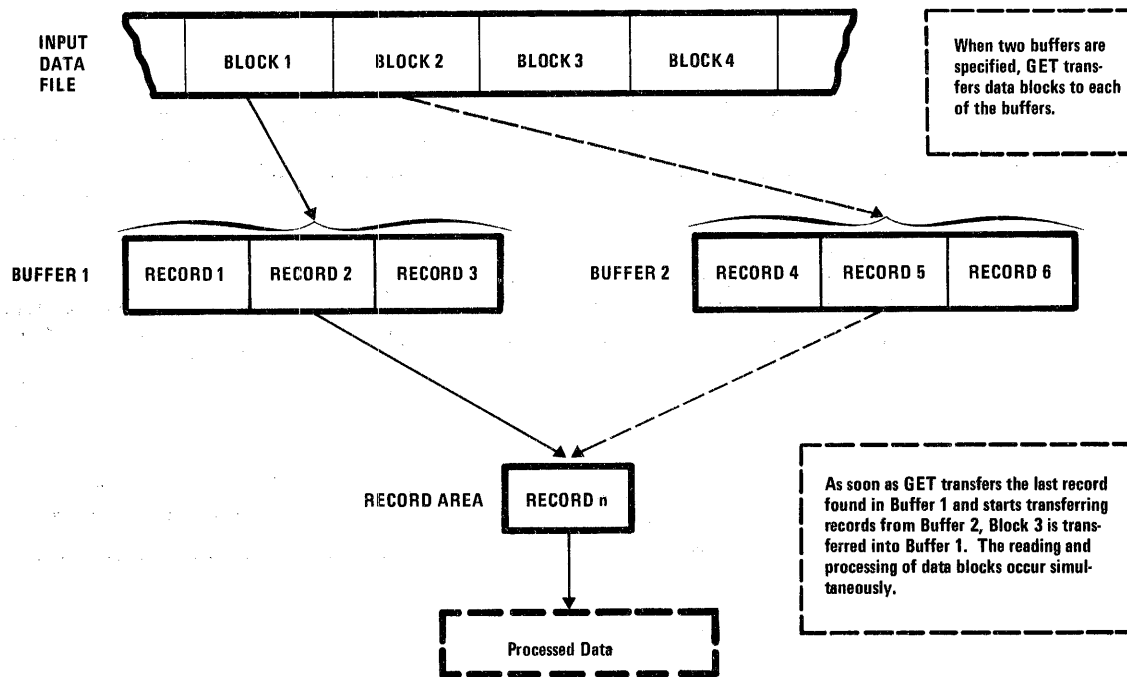 INPUT
DATA
FILE
BLOCK 1
BLOCK 2
BLOCK 3
BLOCK 4
When two buffers are
specified, GET trans-
fers data blocks to each
of the buffers.
BUFFER 1
RECORD 1
RECORD 2
RECORD 3
BUFFER 2
RECORD 4
RECORD 5
RECORD 6
RECORD AREA
RECORD n
As soon as GET transfers the last record
found in Buffer 1 and starts transferring
records from Buffer 2, Block 3 is trans-
ferred into Buffer 1. The reading and
processing of data blocks occur simul-
taneously.
Processed Data